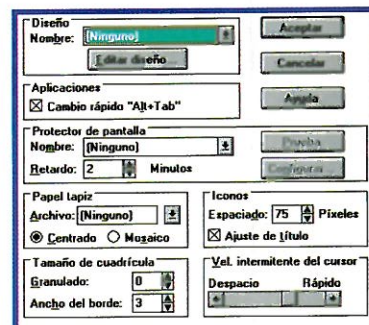 Diseño
Nombre: (Ninguno)
Editar diseño...
Aceptar
Cancelar
Ayuda
Aplicaciones
Cambio rápido "Alt+Tab"
Protector de pantalla
Nombre: (Ninguno)
Retardo: 2 Minutos
Prueba
Configurar...
Papel tapiz
Archivo: (Ninguno)
Centrado Mosaico
Iconos
Espaciado: 75 Píxeles
Ajuste de título
Tamaño de cuadrícula
Granulado: 0
Ancho del borde: 3
Vel. intermitente del cursor
Despacio Rápido